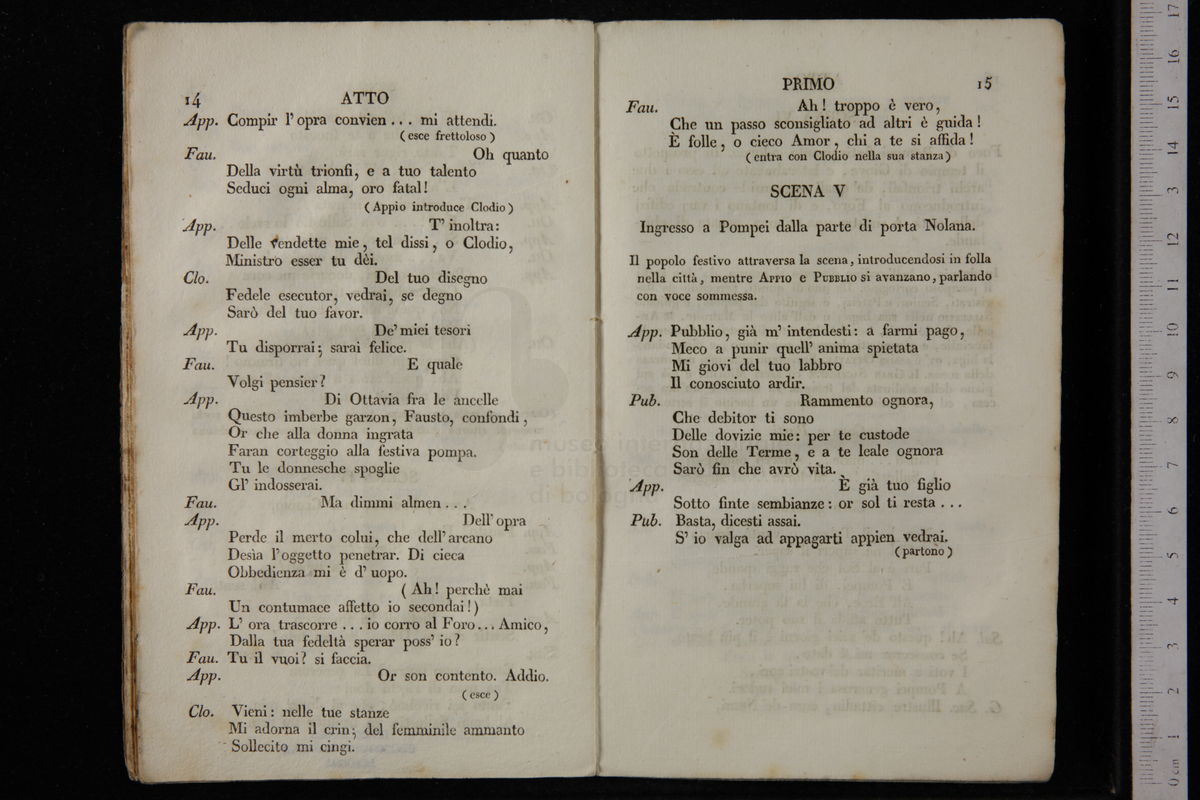 14 ATTO
App. Compir l' opra convien . . . mi attendi.
( esce frettoloso )
Fau. Oh quanto
Della virtù trionfi, e a tuo talento
Seduci ogni alma, oro fatal!
( Appio introduce Clodio )
App. T' inoltra:
Delle vendette mie, tel dissi, o Clodio,
Ministro esser tu dèi.
Clo. Del tuo disegno
Fedele esecutor, vedrai, se degno
Sarò del tuo favor.
App. De' miei tesori
Tu disporrai; sarai felice.
Fau. E quale
Volgi pensier?
App. Di Ottavia fra le ancelle
Questo imberbe garzon, Fausto, confondi,
Or che alla donna ingrata
Faran corteggio alla festiva pompa.
Tu le donnesche spoglie
Gl' indosserai.
Fau. Ma dimmi almen . . .
App. Dell' opra
Perde il merto colui, che dell' arcano
Desìa l' oggetto penetrar. Di cieca
Obbedienza mi è d' uopo.
Fau. ( Ah! perchè mai
Un contumace affetto io secondai!)
App. L' ora trascorre . . . io corro al Foro... Amico,
Dalla tua fedeltà sperar poss' io?
Fau. Tu il vuoi? si faccia.
App. Or son contento. Addio.
( esce )
Clo. Vieni: nelle tue stanze
Mi adorna il crin; del femminile ammanto
Sollecito mi cingi.
PRIMO 15
Fau. Ah! troppo è vero,
Che un passo sconsigliato ad altri è guida!
È folle, o cieco Amor, chi a te si affida!
( entra con Clodio nella sua stanza )
SCENA V
Ingresso a Pompei dalla parte di porta Nolana.
Il popolo festivo attraversa la scena, introducendosi in folla
nella città, mentre APPIO e PUBBLIO si avanzano, parlando
con voce sommessa.
App. Pubblio, già m' intendesti: a farmi pago,
Meco a punir quell' anima spietata
Mi giovi del tuo labbro
Il conosciuto ardir.
Pub. Rammento ognora,
Che debitor ti sono
Delle dovizie mie: per te custode
Son delle Terme, e a te leale ognora
Sarò fin che avrò vita.
App. È già tuo figlio
Sotto finte sembianze: or sol ti resta . . .
Pub. Basta, dicesti assai.
S' io valga ad appagarti appien vedrai.
( partono )